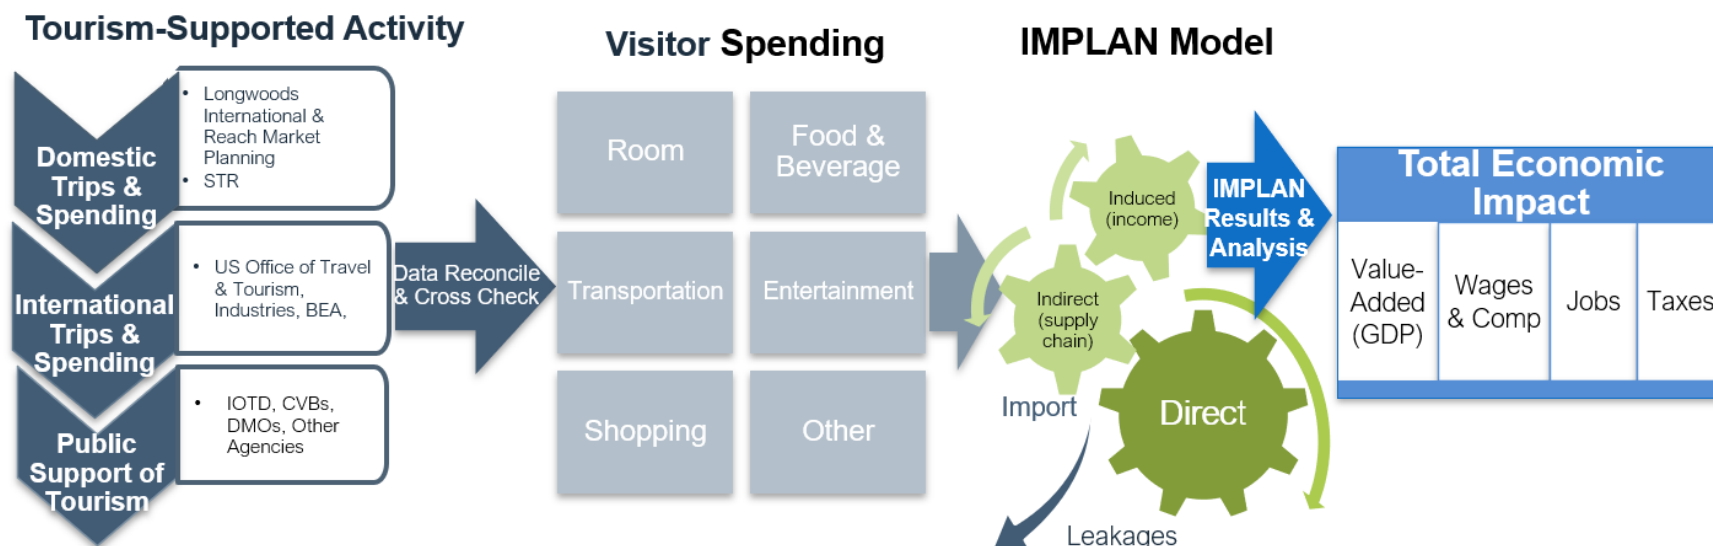 Tourism-Supported Activity
Domestic
Trips &
Spending
• Longwoods
International &
Reach Market
Planning
• STR
International
Trips &
Spending
• US Office of Travel
& Tourism,
Industries, BEA,
Public
Support of
Tourism
• IOTD, CVBs,
DMOs, Other
Agencies
Data Reconcile
& Cross Check
Visitor Spending
Room
Food &
Beverage
Transportation
Entertainment
Shopping
Other
IMPLAN Model
Induced
(income)
Indirect
(supply
chain)
Direct
Import
Leakages
IMPLAN
Results &
Analysis
Total Economic
Impact
Value-
Added
(GDP)
Wages
& Comp
Jobs
Taxes